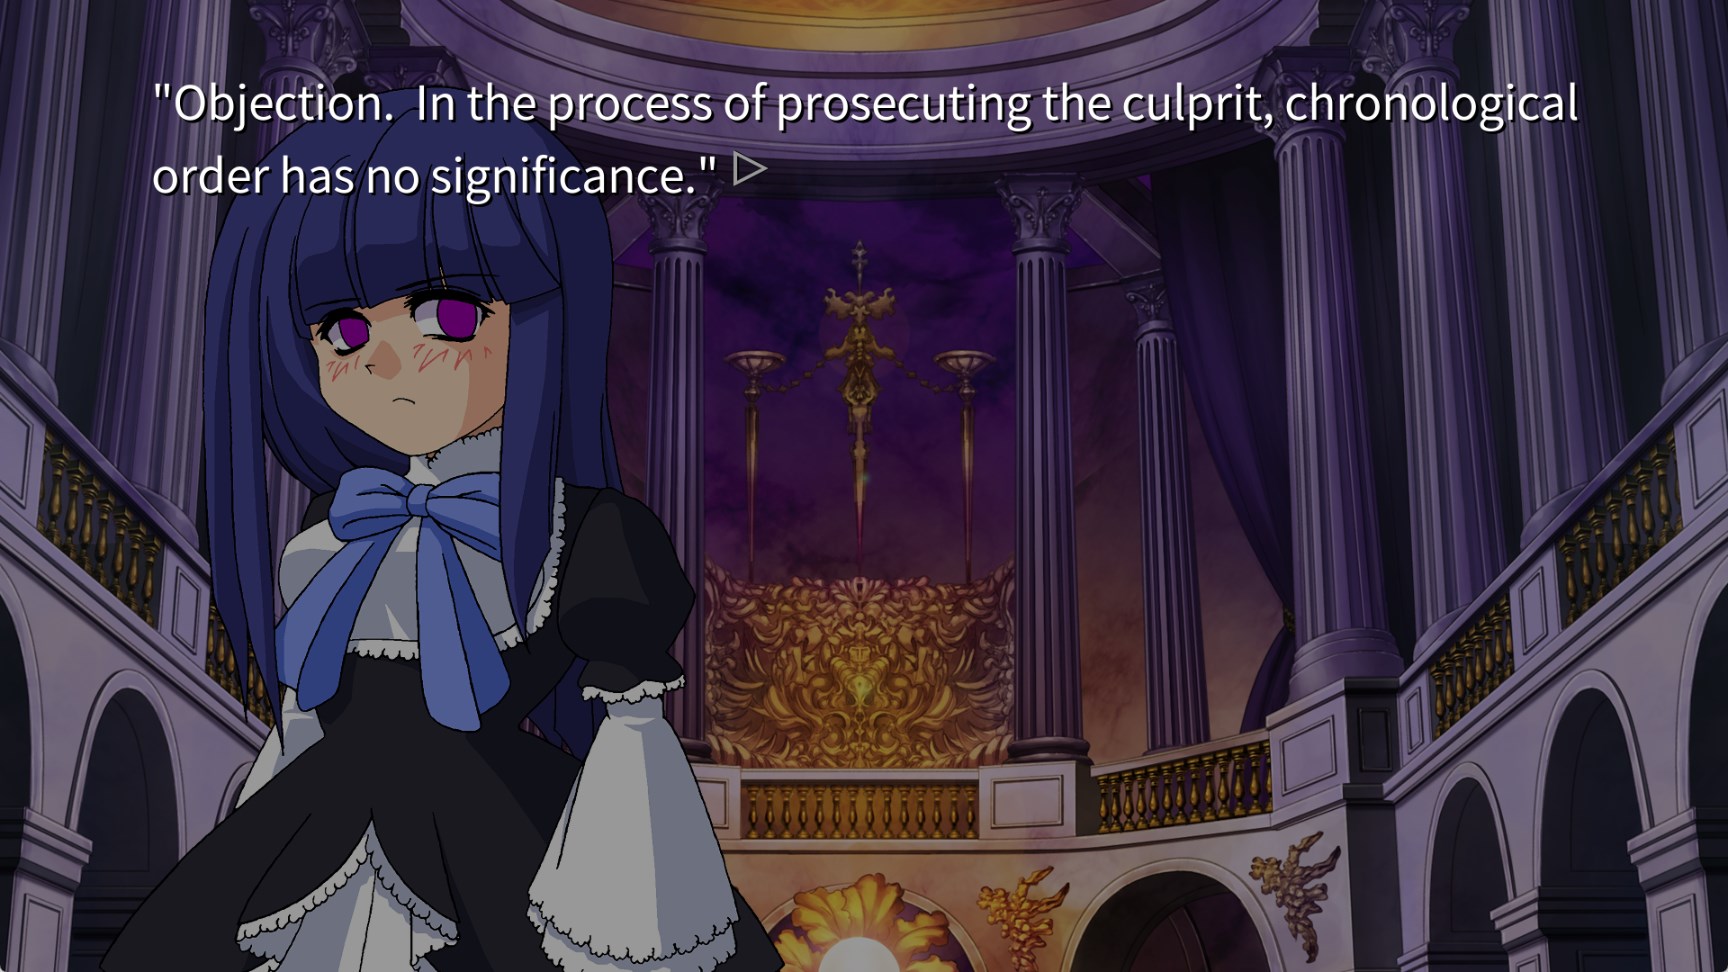 "Objection.  In the process of prosecuting the culprit, chronological
order has no significance."